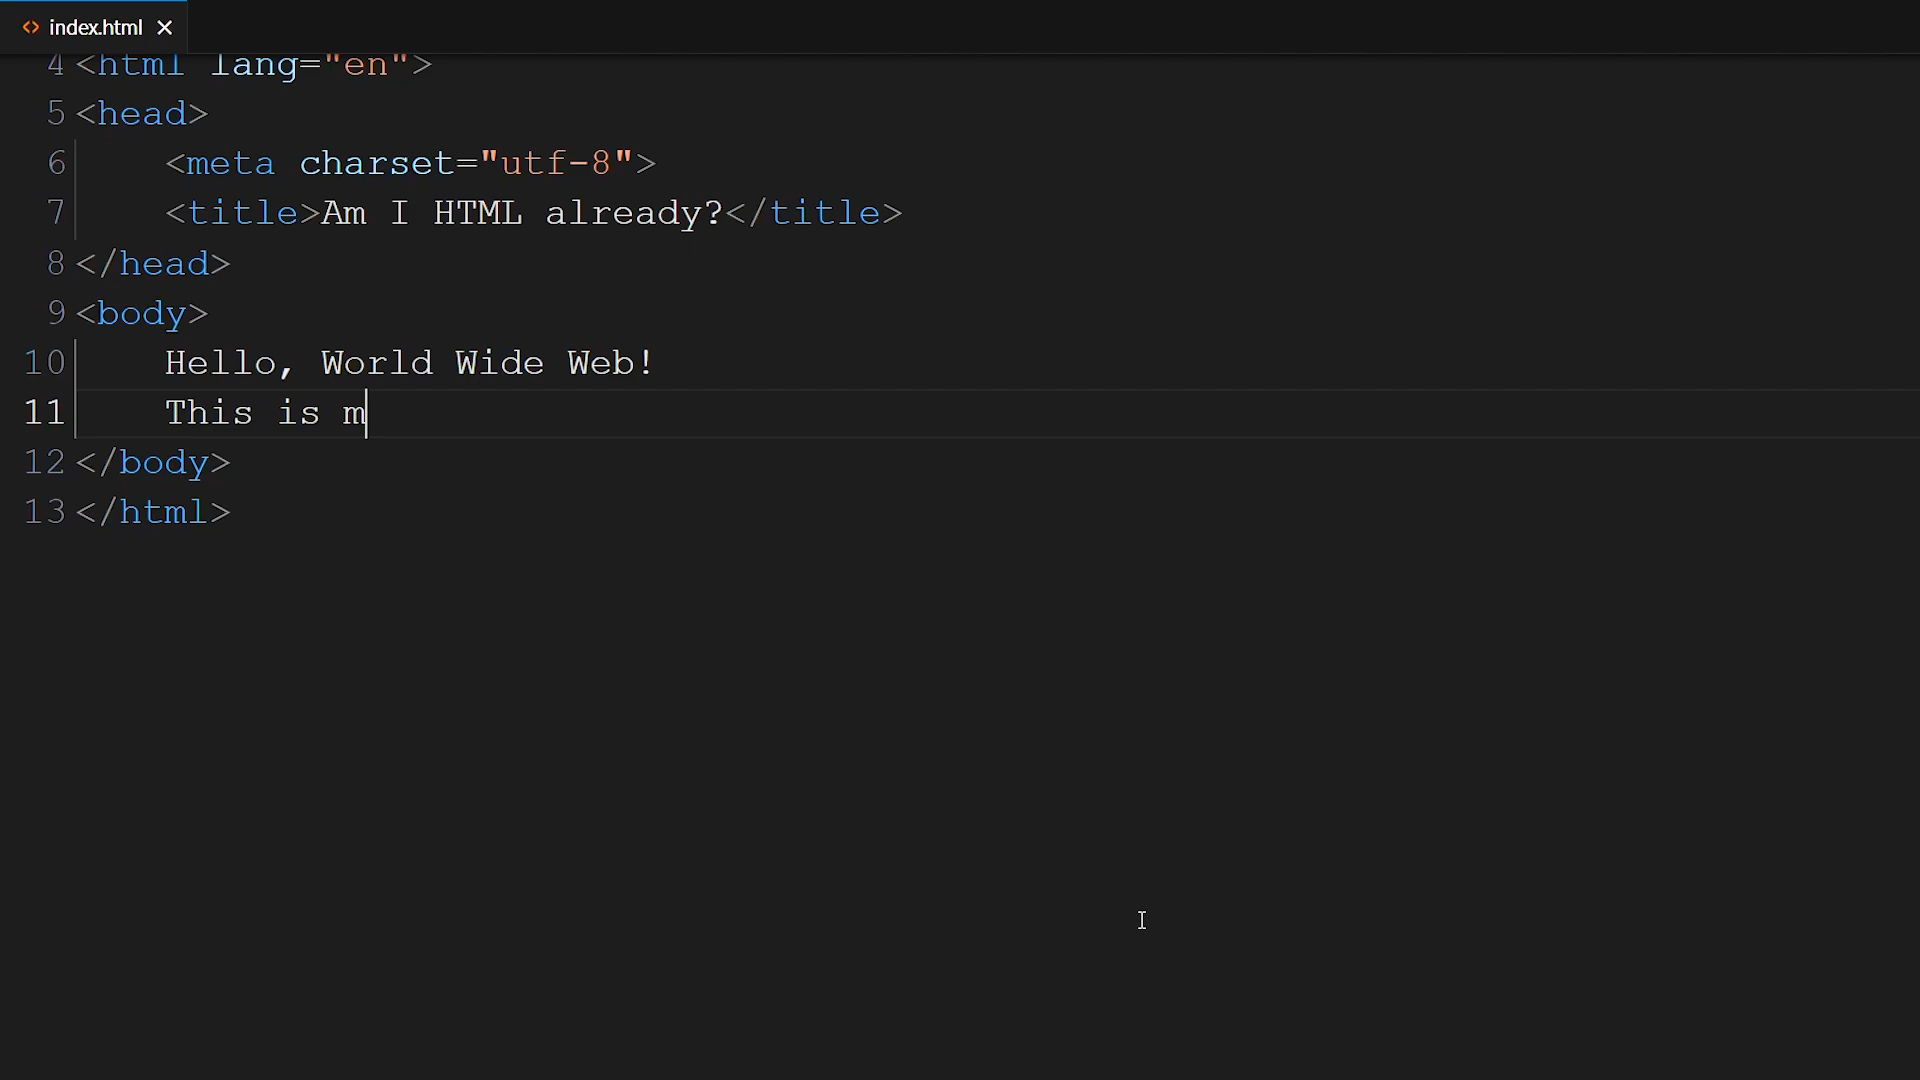 index.html
4 <html lang="en">
5 <head>
6     <meta charset="utf-8">
7     <title>Am I HTML already?</title>
8 </head>
9 <body>
10     Hello, World Wide Web!
11     This is m
12 </body>
13 </html>